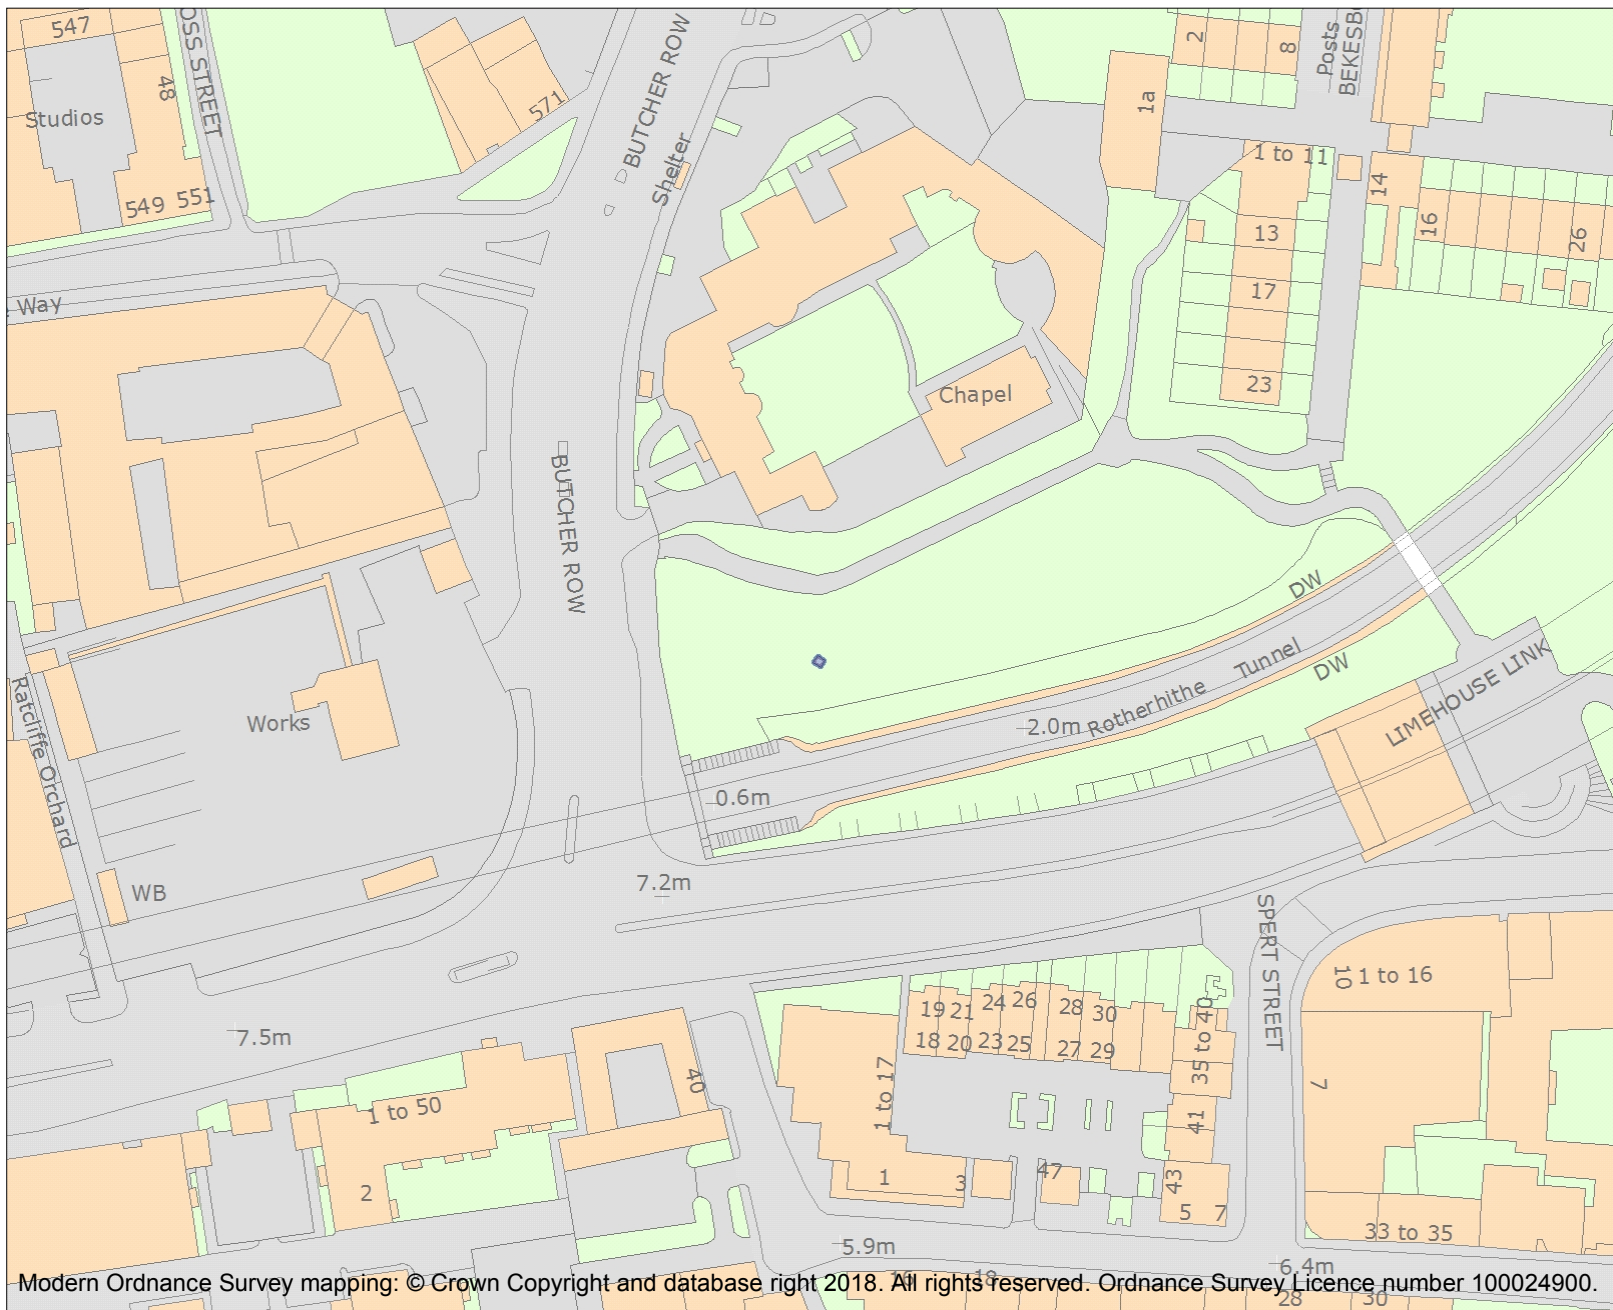 547
OSS STREET
48
Studios
549 551
571
BUTCHER ROW
Shelter
2
8
Posts
BEKESB
1a
1 to 11
14
13
16
26
17
23
Way
Chapel
BUTCHER ROW
Works
Ratcliffe Orchard
WB
DW
Rotherhithe Tunnel
DW
2.0m
0.6m
LIMEHOUSE LINK
7.2m
7.5m
SPERT STREET
10
1 to 16
19 21 24 26 28 30
18 20 23 25 27 29
35 to 40
1 to 17
40
1 to 50
2
41
7
1
3
47
43
5 7
33 to 35
5.9m
6.4m
16
18
28
30
Modern Ordnance Survey mapping: © Crown Copyright and database right 2018. All rights reserved. Ordnance Survey Licence number 100024900.